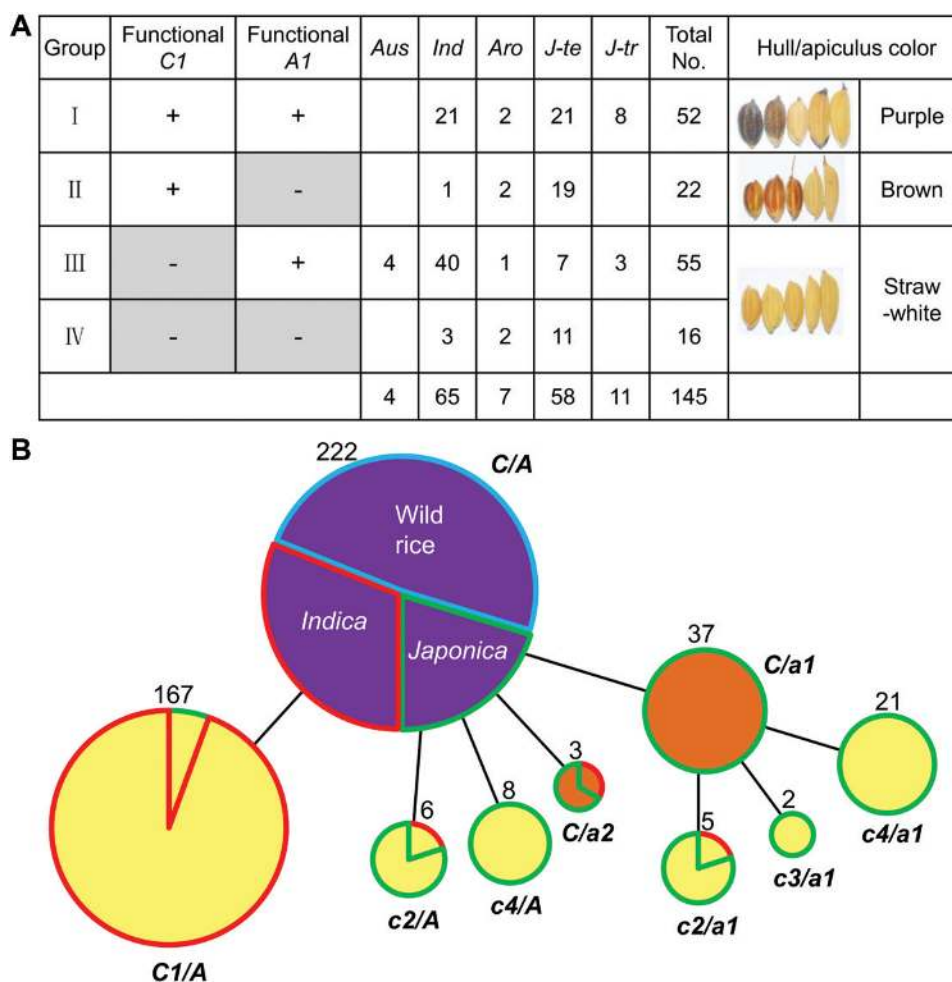 A
Group Functional C1 Functional A1 Aus Ind Aro J-te J-tr Total No. Hull/apiculus color
I + + 21 2 21 8 52 Purple
II + - 1 2 19 22 Brown
III - + 4 40 1 7 3 55 Straw -white
IV - - 3 2 11 16
4 65 7 58 11 145
B
222 C/A
Wild
rice
Indica
Japonica
37
C/a1
167
21
3
8
6
C/a2
5
2
c4/a1
c2/A
c4/A
c3/a1
c2/a1
C1/A